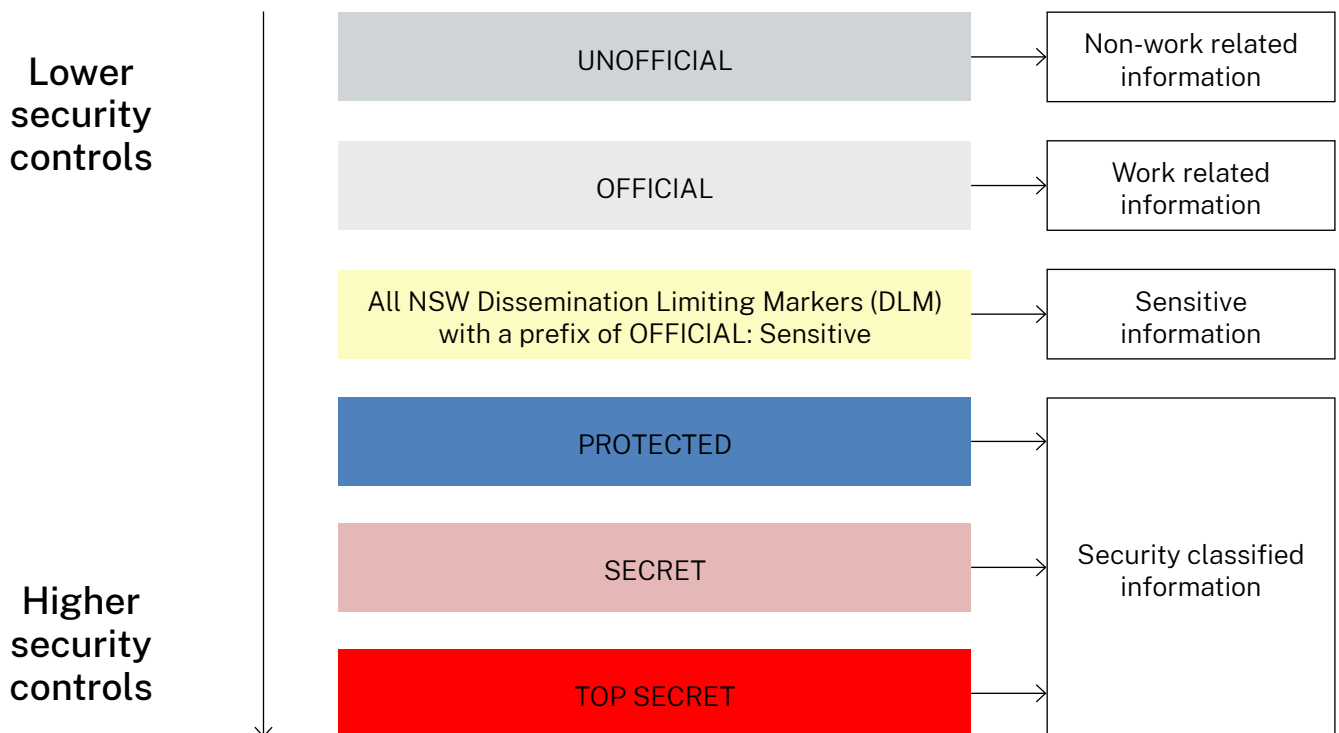 Lower
security
controls
UNOFFICIAL
Non-work related
information
OFFICIAL
Work related
information
All NSW Dissemination Limiting Markers (DLM)
with a prefix of OFFICIAL: Sensitive
Sensitive
information
PROTECTED
SECRET
Security classified
information
Higher
security
controls
TOP SECRET